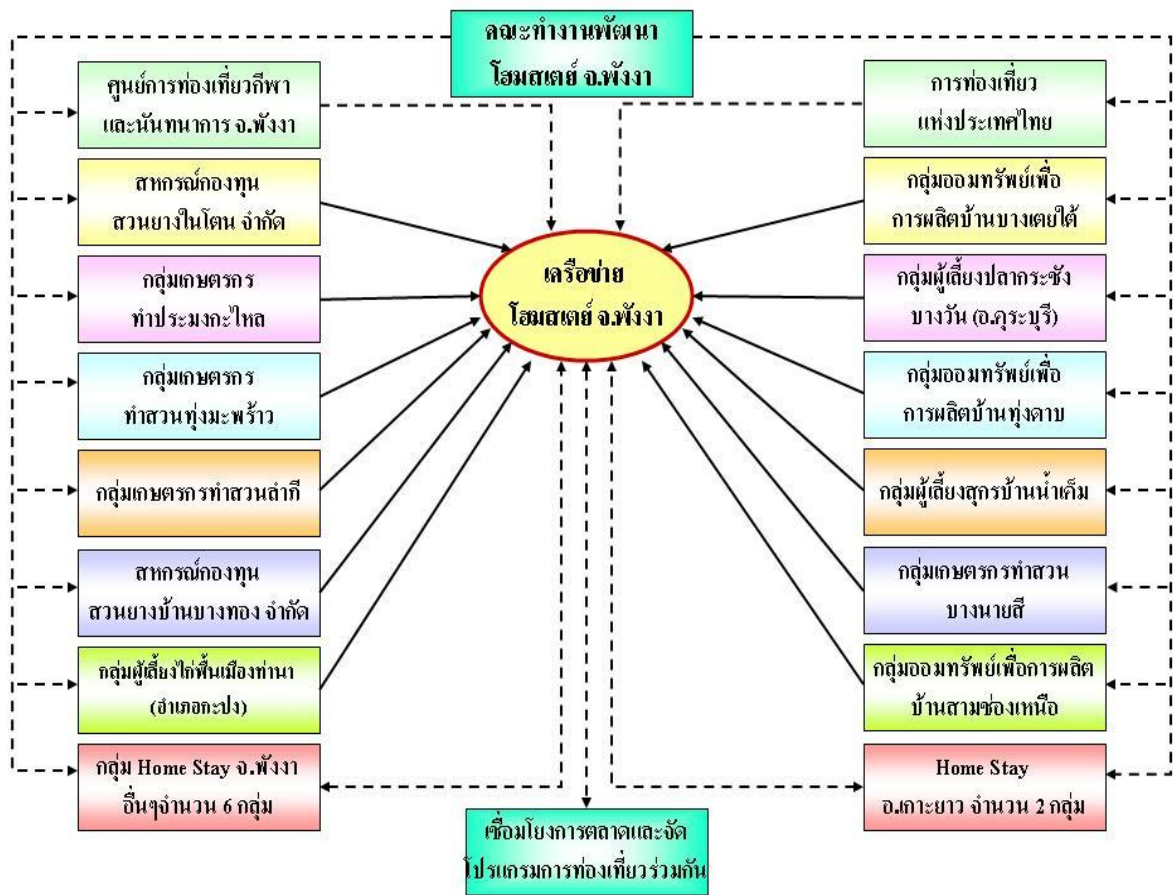 คณะทำงานพัฒนา
โฮมสเตย์ จ.พังงา
ศูนย์การท่องเที่ยวกีฬา
และนันทนาการ จ.พังงา
การท่องเที่ยว
แห่งประเทศไทย
สหกรณ์กองทุน
สวนยางในโตน จำกัด
กลุ่มออมทรัพย์เพื่อ
การผลิตบ้านบางเตยใต้
เครือข่าย
โฮมสเตย์ จ.พังงา
กลุ่มเกษตรกร
ทำประมงกะไหล
กลุ่มผู้เลี้ยงปลากระชัง
บางวัน (อ.คุระบุรี)
กลุ่มเกษตรกร
ทำสวนทุ่งมะพร้าว
กลุ่มออมทรัพย์เพื่อ
การผลิตบ้านทุ่งดาบ
กลุ่มเกษตรกรทำสวนลำภี
กลุ่มผู้เลี้ยงสุกรบ้านน้ำเค็ม
สหกรณ์กองทุน
สวนยางบ้านบางทอง จำกัด
กลุ่มเกษตรกรทำสวน
บางนายสี
กลุ่มผู้เลี้ยงไก่พื้นเมืองท่านา
(อำเภอกะปง)
กลุ่มออมทรัพย์เพื่อการผลิต
บ้านสามช่องเหนือ
กลุ่ม Home Stay จ.พังงา
อื่นๆจำนวน 6 กลุ่ม
Home Stay
อ.เกาะยาว จำนวน 2 กลุ่ม
เชื่อมโยงการตลาดและจัด
โปรแกรมการท่องเที่ยวร่วมกัน